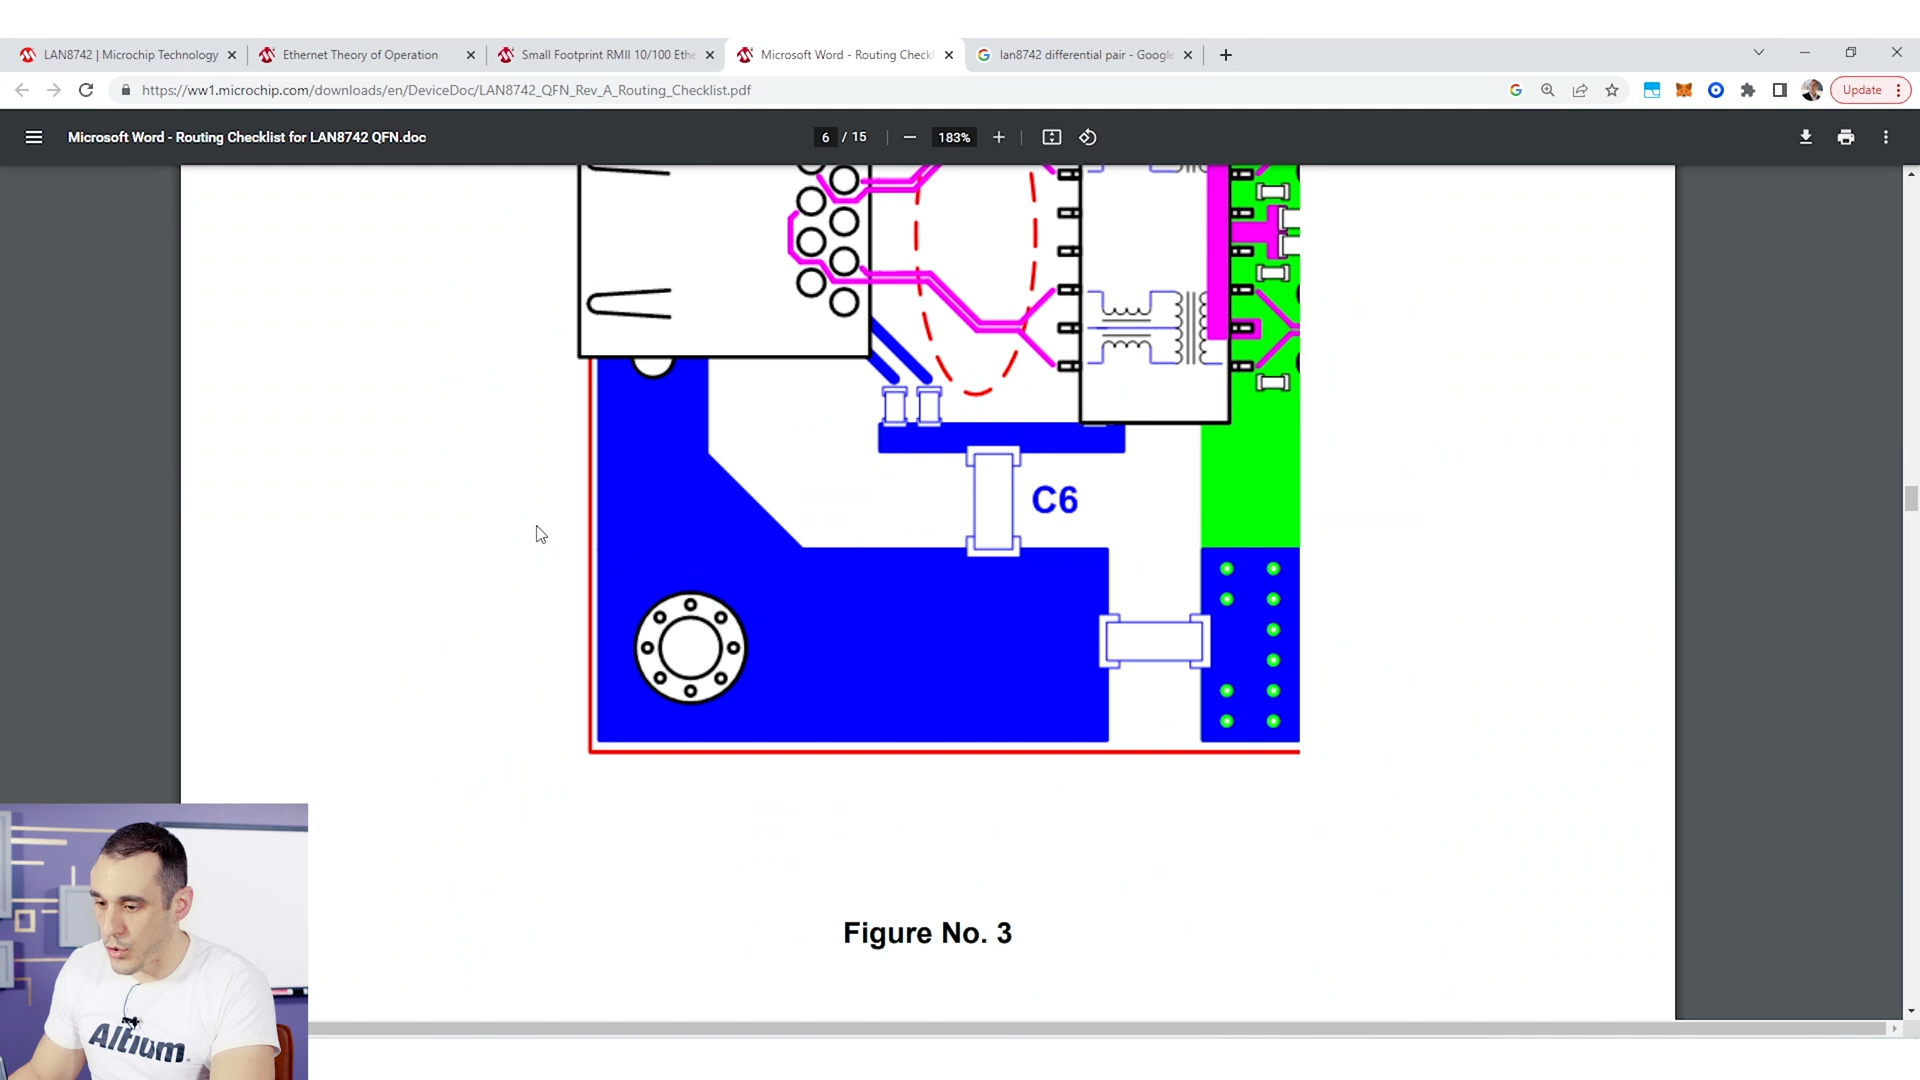 LAN8742 | Microchip Technology
Ethernet Theory of Operation
Small Footprint RMII 10/100 Ethe
Microsoft Word - Routing Checkl
lan8742 differential pair - Google
https://ww1.microchip.com/downloads/en/DeviceDoc/LAN8742_QFN_Rev_A_Routing_Checklist.pdf
Update
Microsoft Word - Routing Checklist for LAN8742 QFN.doc
6 / 15
183%
C6
Figure No. 3
Altium